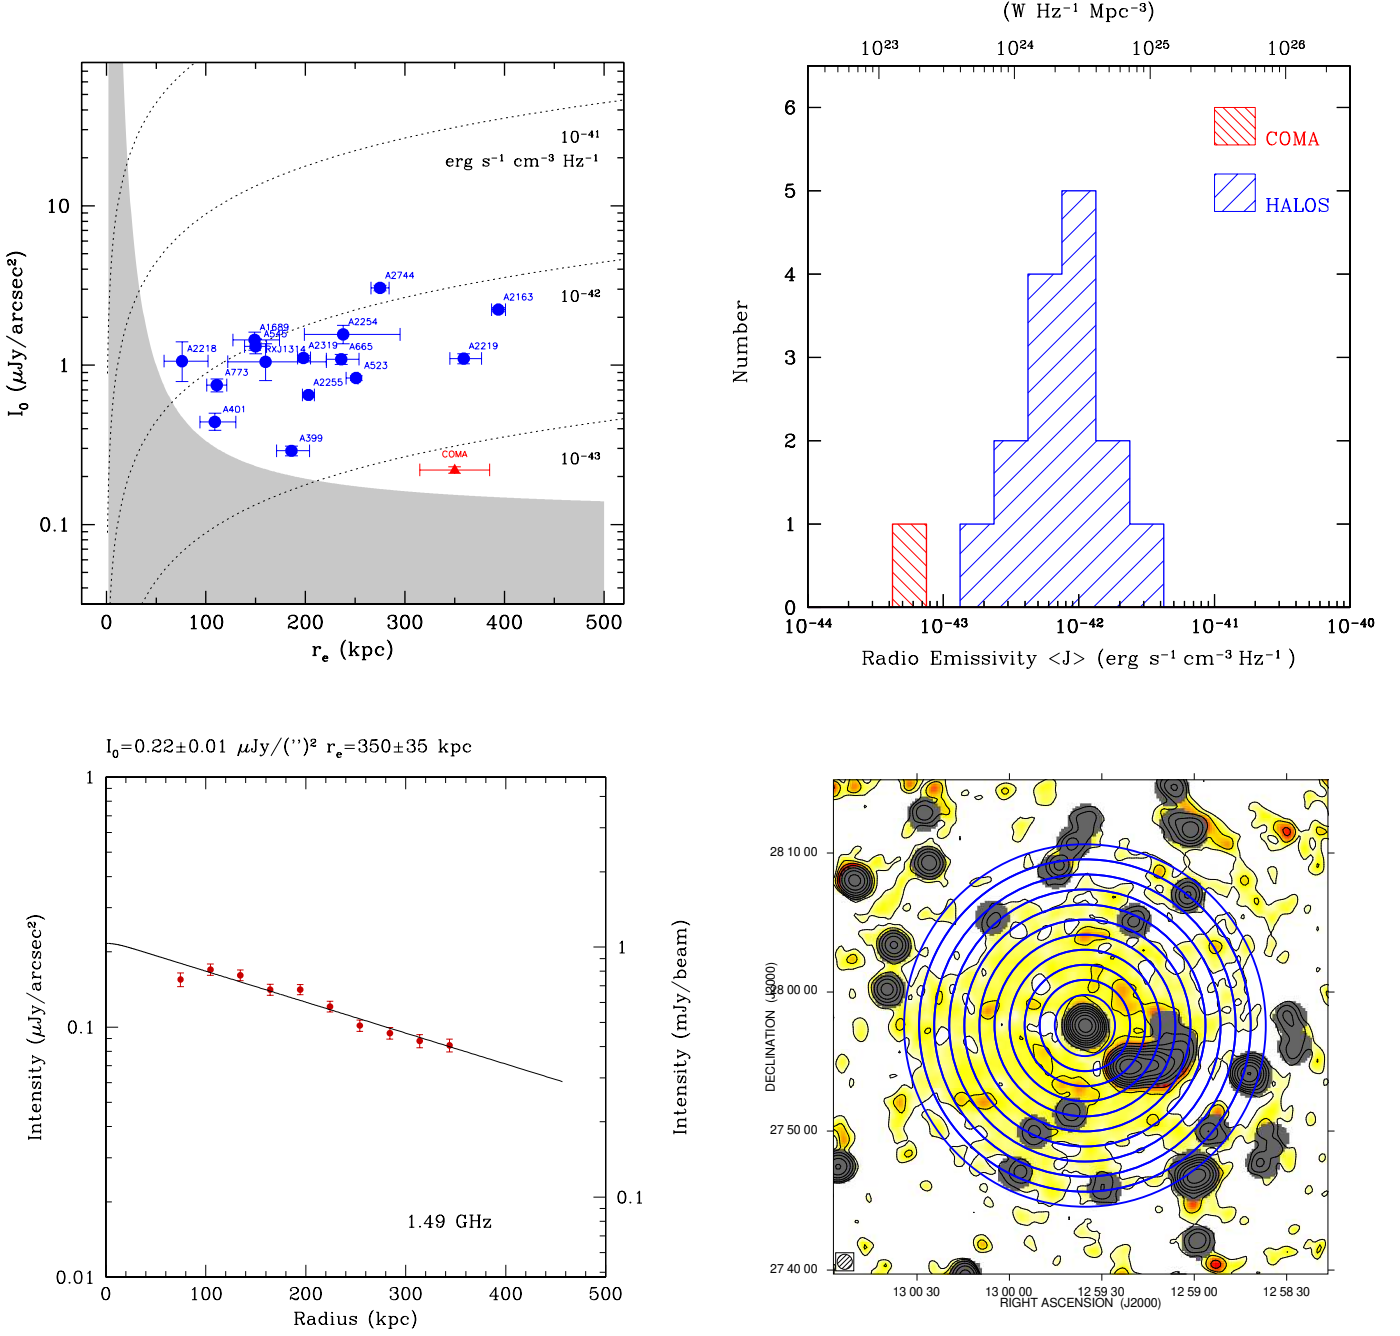 10⁻⁴¹
erg s⁻¹ cm⁻³ Hz⁻¹
10⁻⁴²
10⁻⁴³
A2744
A2163
A1689
A545
A2254
A2218
RXJ1314
A2319
A665
A2219
A773
A523
A2255
A401
A399
COMA
10
1
0.1
I₀ (μJy/arcsec²)
0 100 200 300 400 500
rₑ (kpc)
(W Hz⁻¹ Mpc⁻³)
10²³ 10²⁴ 10²⁵ 10²⁶
COMA
HALOS
6
5
4
3
2
1
0
Number
10⁻⁴⁴ 10⁻⁴³ 10⁻⁴² 10⁻⁴¹ 10⁻⁴⁰
Radio Emissivity <J> (erg s⁻¹ cm⁻³ Hz⁻¹)
I₀=0.22±0.01 μJy/(’’)² rₑ=350±35 kpc
1
0.1
0.01
Intensity (μJy/arcsec²)
1
0.1
Intensity (mJy/beam)
1.49 GHz
0 100 200 300 400 500
Radius (kpc)
28 10 00
28 00 00
27 50 00
27 40 00
DECLINATION (J2000)
13 00 30 13 00 00 12 59 30 12 59 00 12 58 30
RIGHT ASCENSION (J2000)